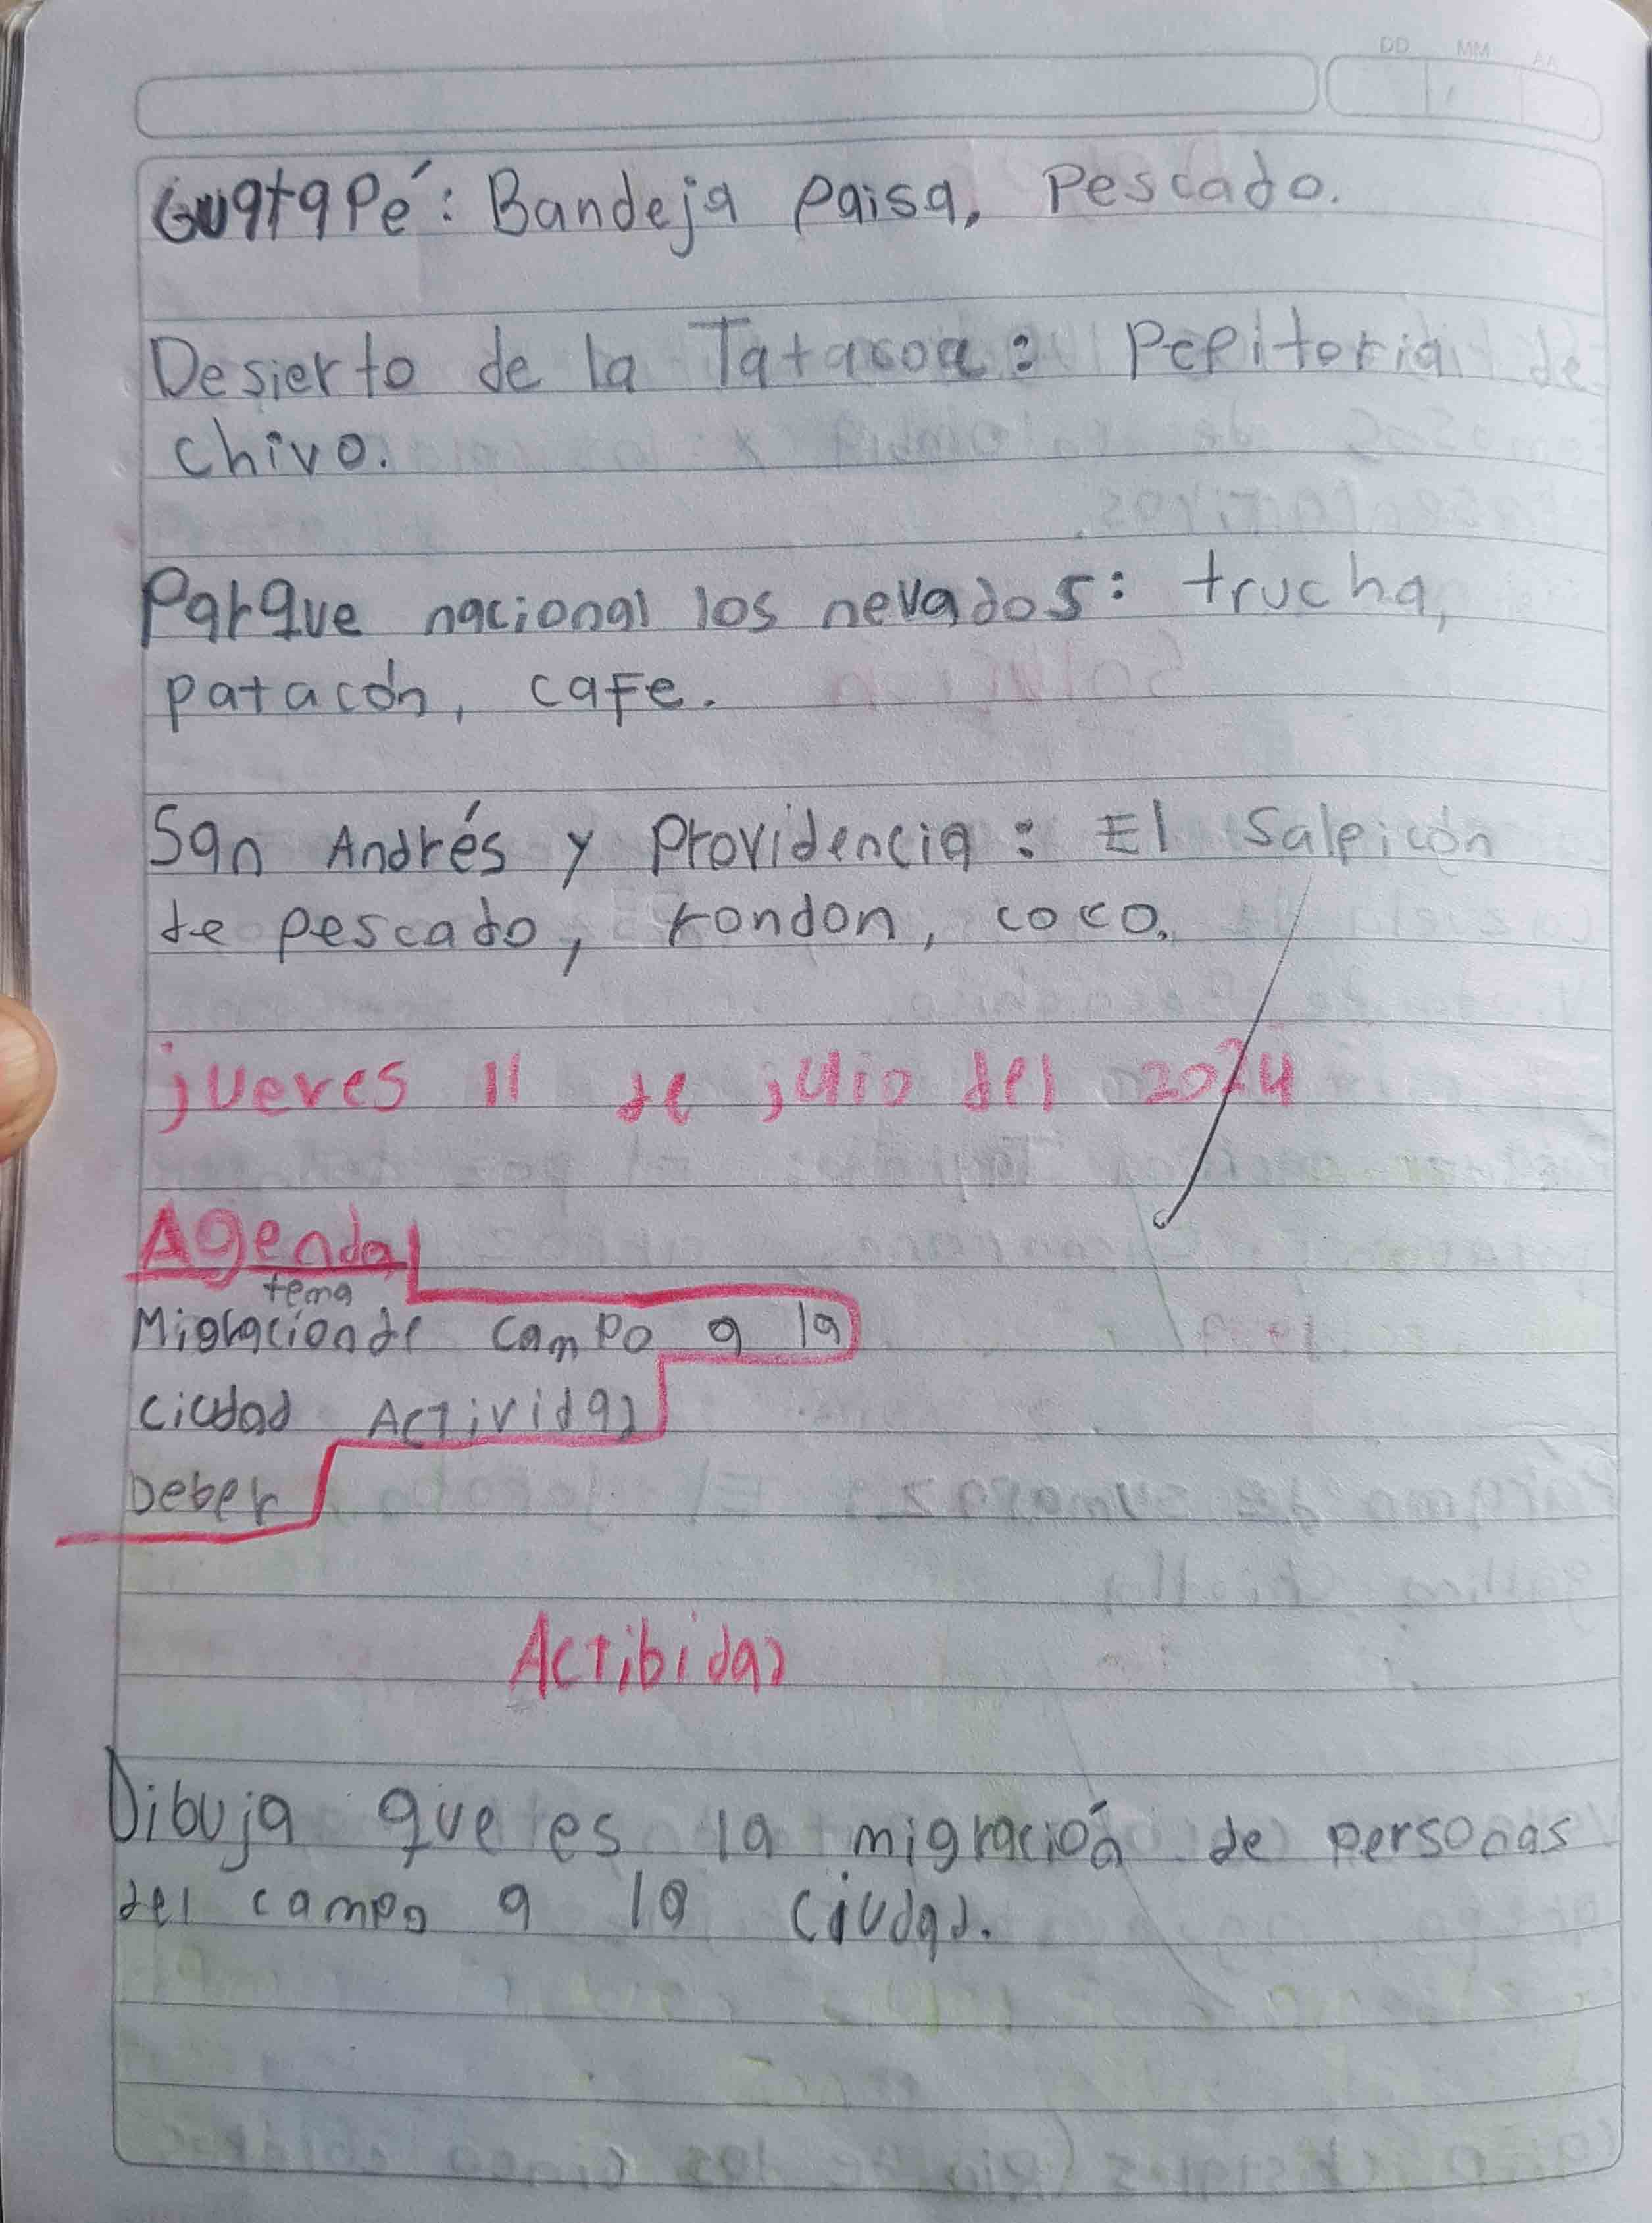 DD MM AA
Guatapé: Bandeja Paisa, Pescado.
Desierto de la Tatacoa: Pepitoria de
chivo.
Parque nacional los nevados: trucha,
patacón, cafe.
San Andrés y Providencia: El Salpicón
de pescado, rondon, coco.
jueves 11 de julio del 2024
Agenda
tema
Migracion de campo a la
ciudad Actividad
Deber
Actibidad
Dibuja que es la migración de personas
del campo a la ciudad.